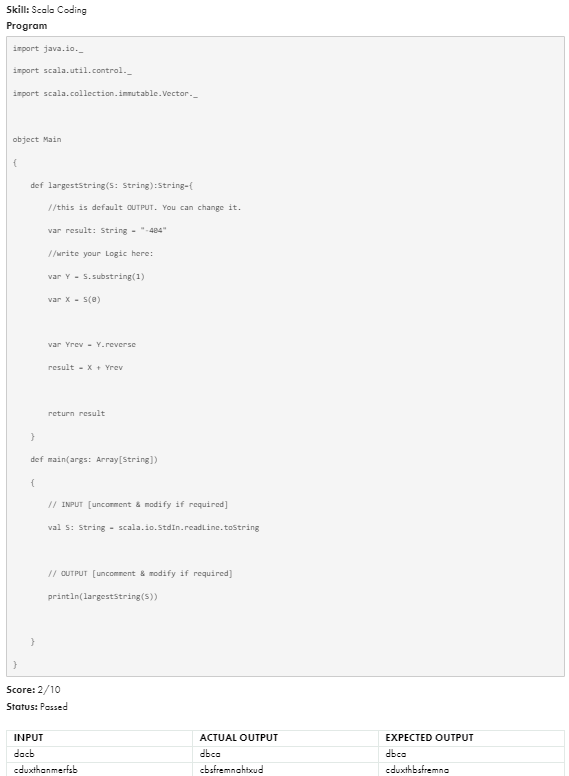 Skill: Scala Coding
Program
import java.io._
import scala.util.control._
import scala.collection.immutable.Vector._
object Main
{
def largestString(S: String):String={
//this is default OUTPUT. You can change it.
var result: String = "-404"
//write your Logic here:
var Y = S.substring(1)
var X = S(0)
var Yrev = Y.reverse
result = X + Yrev
return result
}
def main(args: Array[String])
{
// INPUT [uncomment & modify if required]
val S: String = scala.io.StdIn.readLine.toString
// OUTPUT [uncomment & modify if required]
println(largestString(S))
}
}
Score: 2/10
Status: Passed
INPUT ACTUAL OUTPUT EXPECTED OUTPUT
dacb dbca dbca
cduxthanmerfsb cbsfremnahtxud cduxthbsfremna